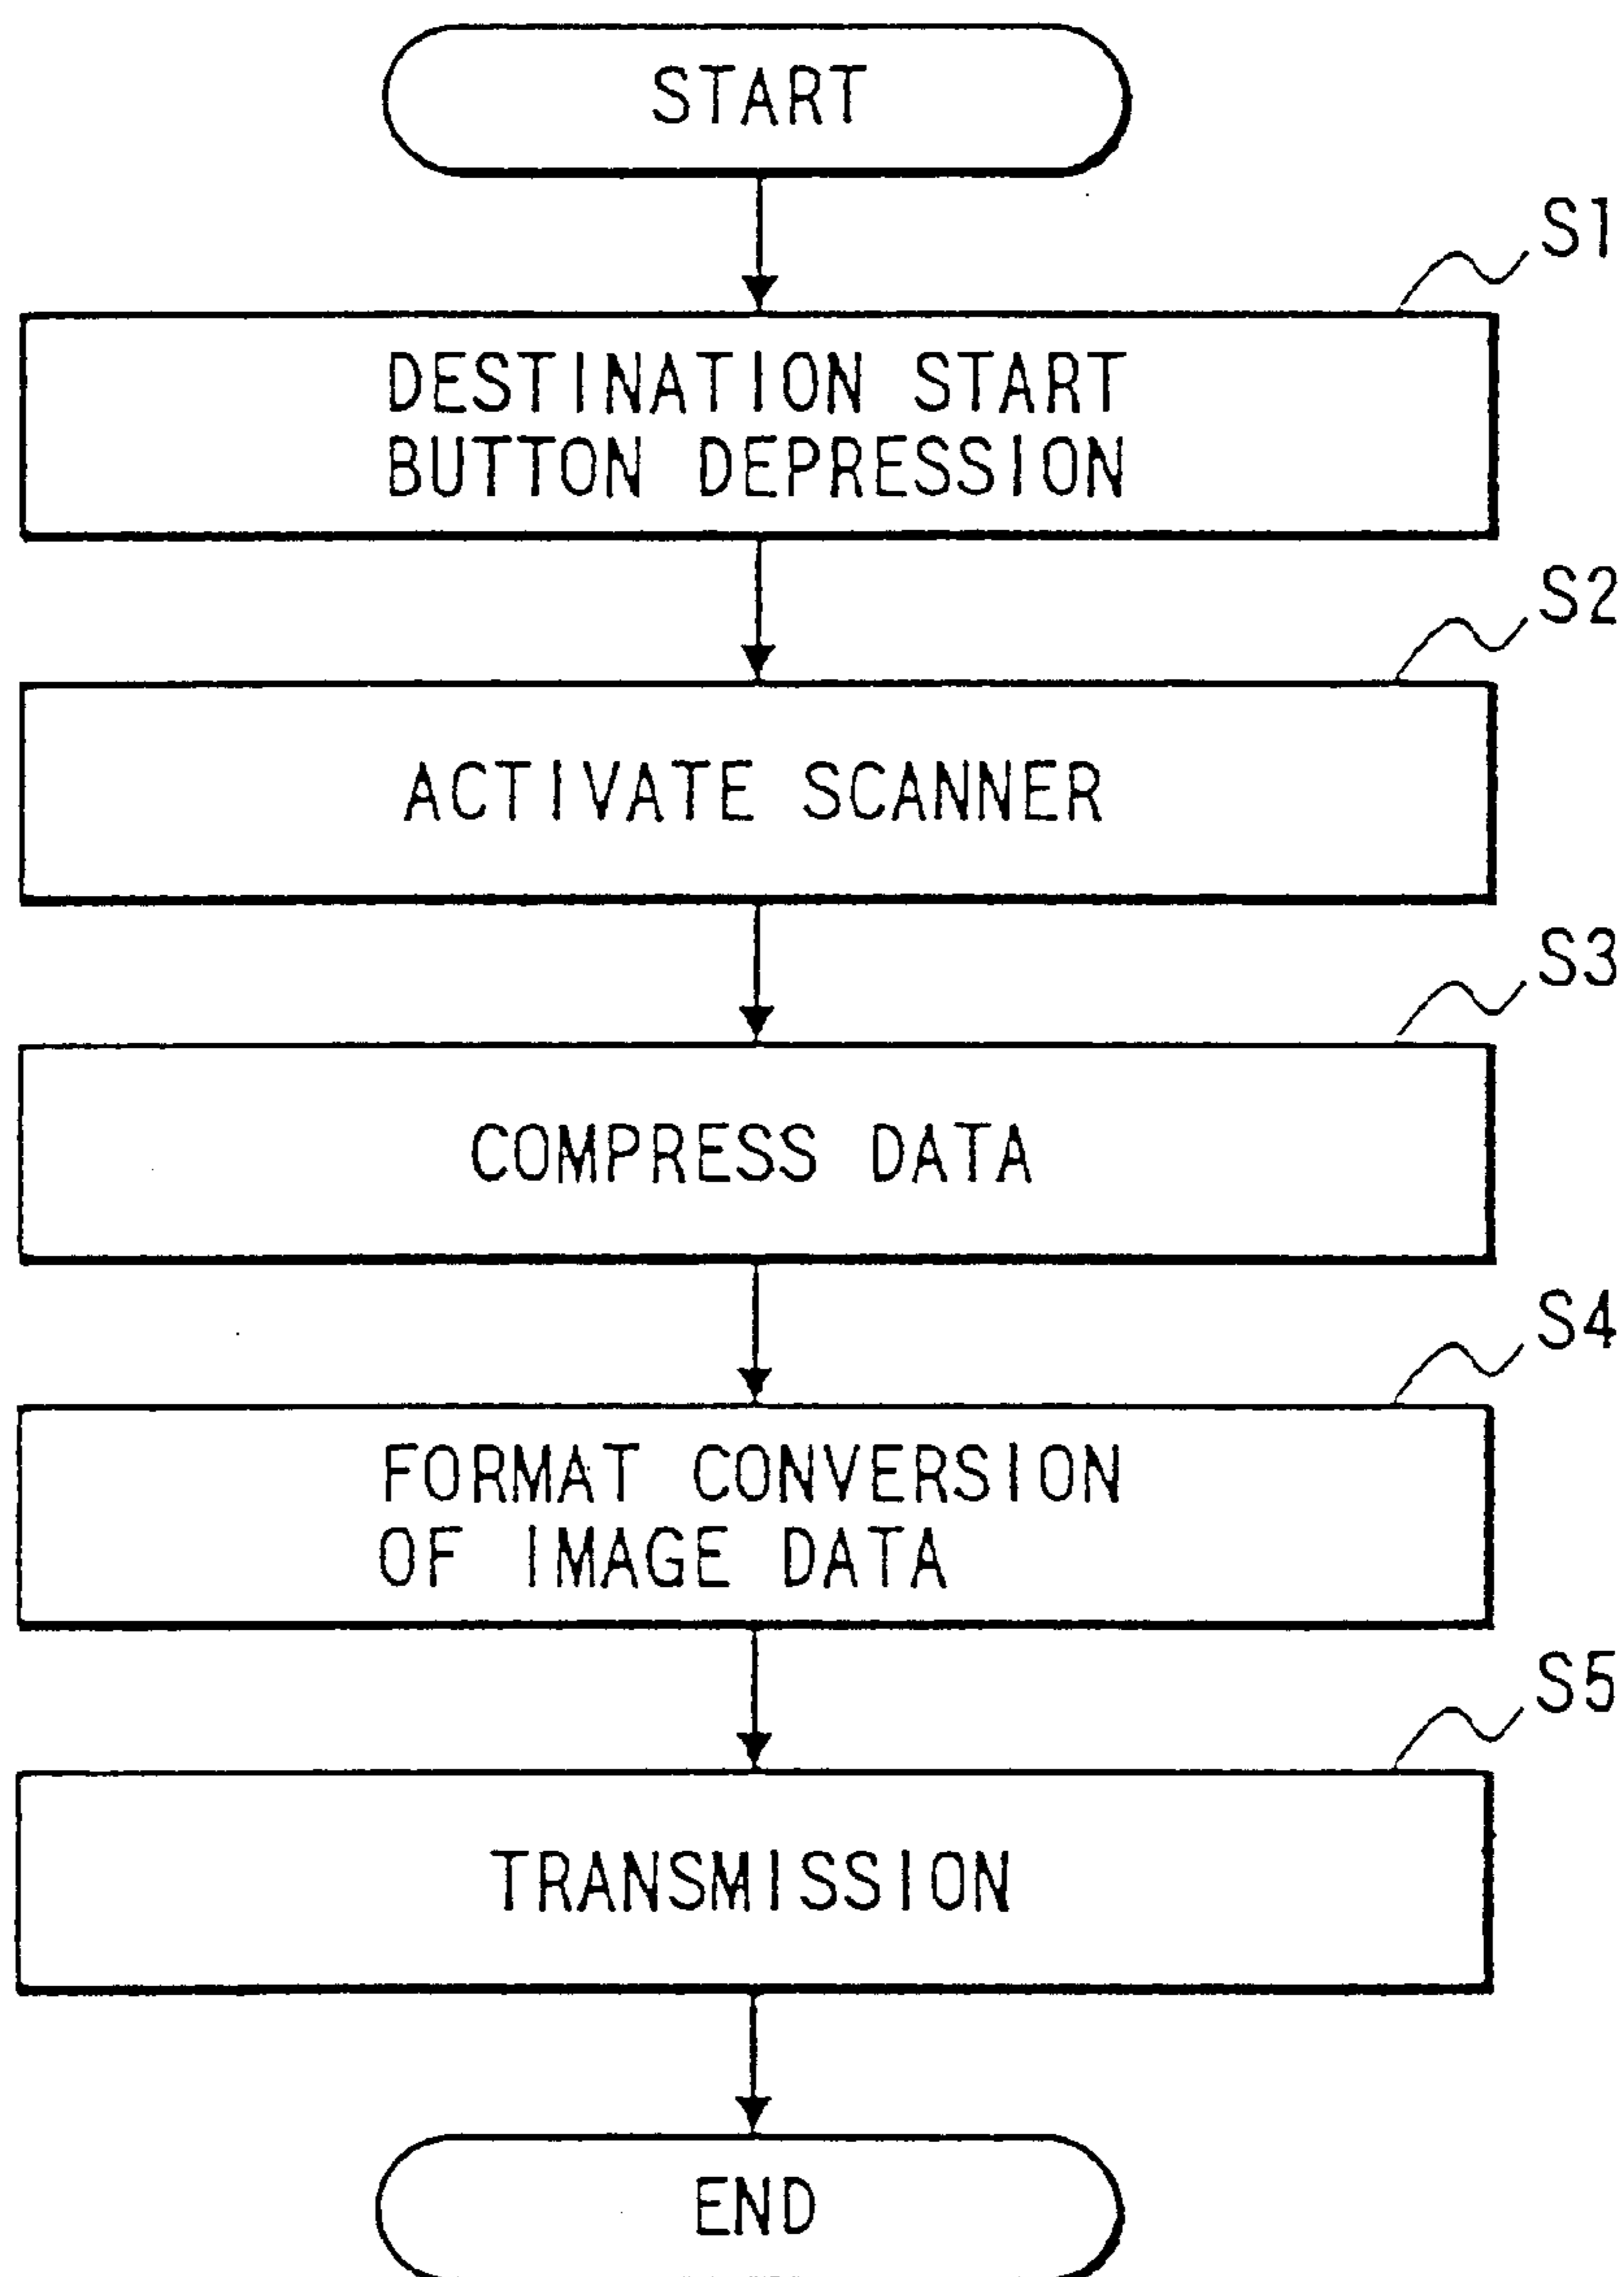 START
S1
DESTINATION START
BUTTON DEPRESSION
S2
ACTIVATE SCANNER
S3
COMPRESS DATA
S4
FORMAT CONVERSION
OF IMAGE DATA
S5
TRANSMISSION
END